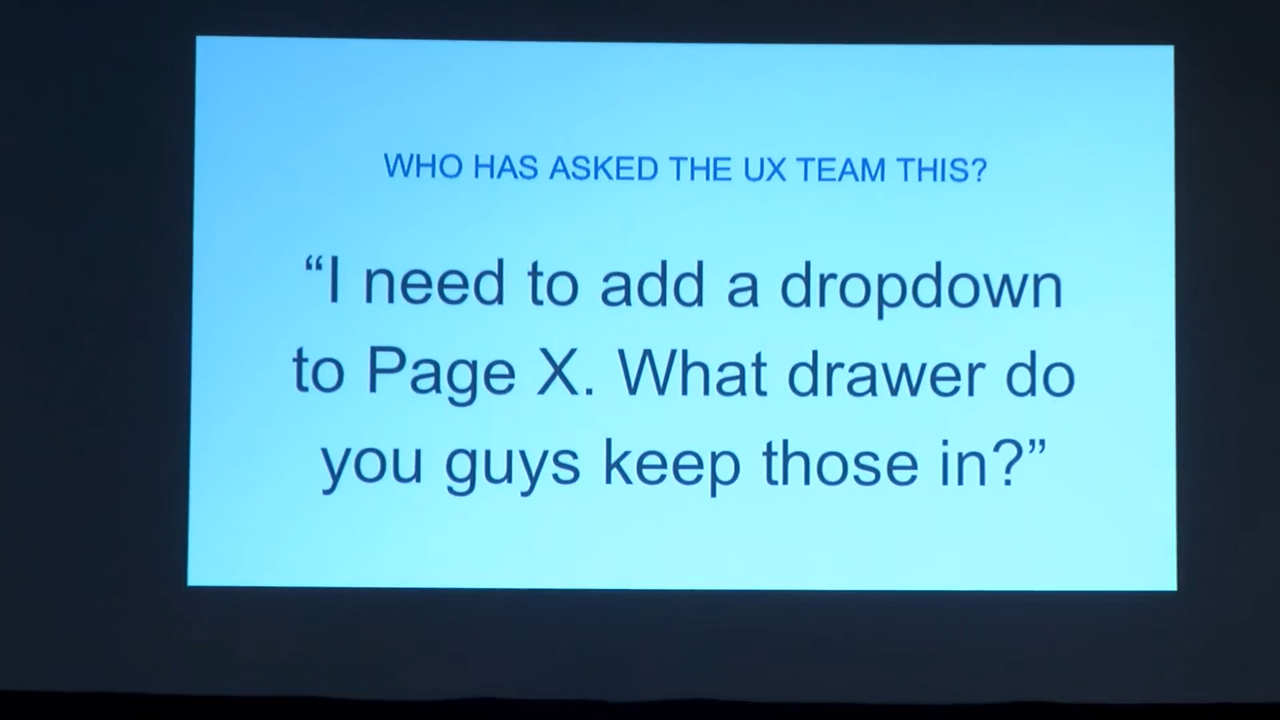 WHO HAS ASKED THE UX TEAM THIS?
“I need to add a dropdown
to Page X. What drawer do
you guys keep those in?”